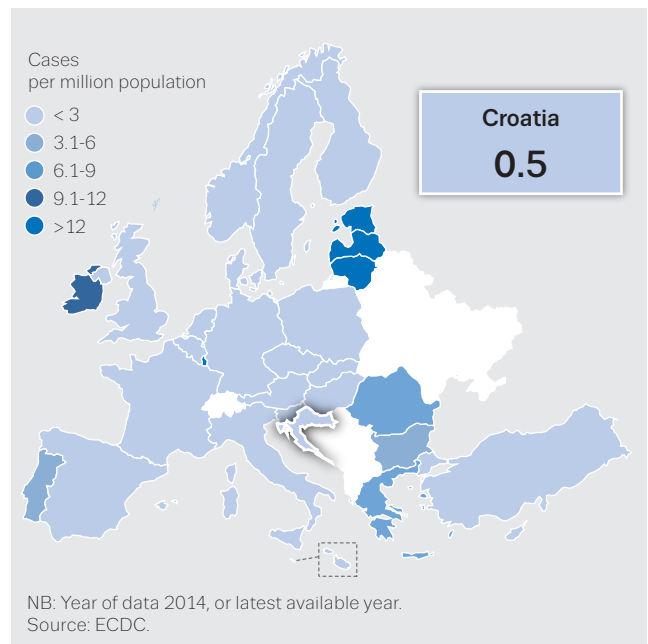 Cases
per million population
< 3
3.1-6
6.1-9
9.1-12
>12
Croatia
0.5
NB: Year of data 2014, or latest available year.
Source: ECDC.